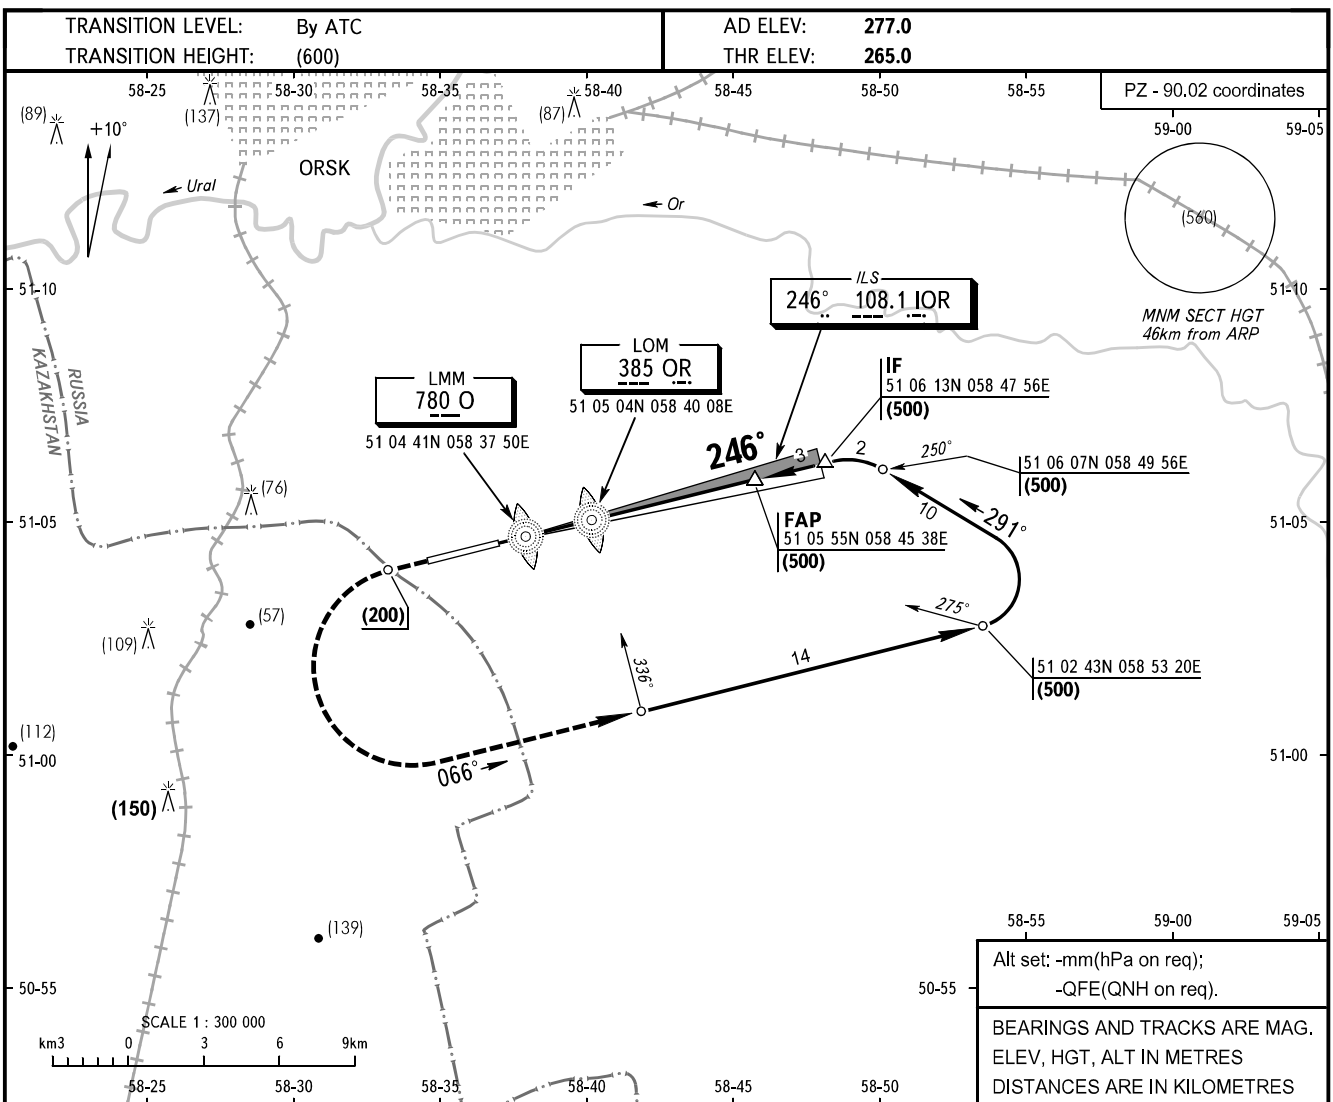 TRANSITION LEVEL: By ATC
TRANSITION HEIGHT: (600)
AD ELEV: 277.0
THR ELEV: 265.0
58-25 58-30 58-35 58-40 58-45 58-50 58-55
PZ - 90.02 coordinates
59-00 59-05
(89)
(137)
(87)
+10°
ORSK
Ural
Or
(560)
51-10
51-10
MNM SECT HGT
46km from ARP
ILS
246° 108.1 IOR
LOM
385 OR
51 05 04N 058 40 08E
LMM
780 O
51 04 41N 058 37 50E
IF
51 06 13N 058 47 56E
(500)
RUSSIA
KAZAKHSTAN
246°
3
2
250°
51 06 07N 058 49 56E
(500)
(76)
51-05
51-05
FAP
51 05 55N 058 45 38E
(500)
10
291°
(200)
(57)
(109)
275°
336°
14
51 02 43N 058 53 20E
(500)
(112)
51-00
51-00
066°
(150)
(139)
58-55 59-00 59-05
50-55
50-55
Alt set: -mm(hPa on req);
-QFE(QNH on req).
BEARINGS AND TRACKS ARE MAG.
ELEV, HGT, ALT IN METRES
DISTANCES ARE IN KILOMETRES
SCALE 1 : 300 000
km3 0 3 6 9km
58-25 58-30 58-35 58-40 58-45 58-50